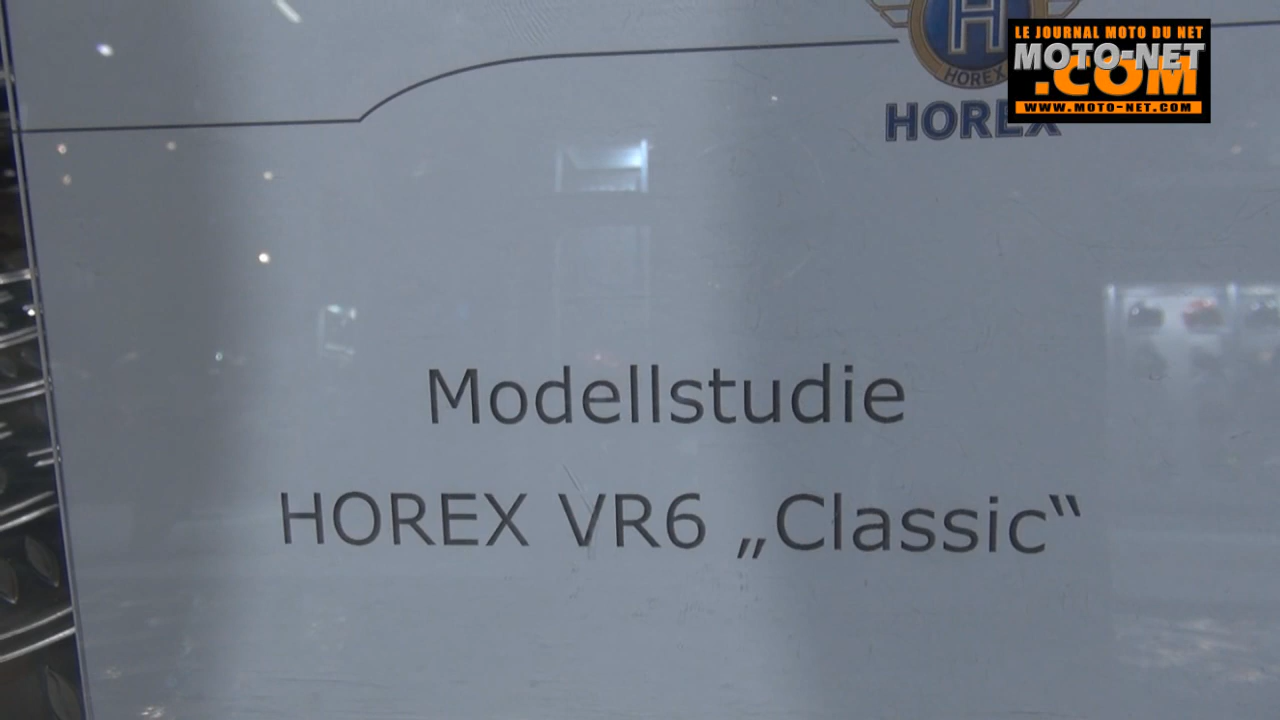 LE JOURNAL MOTO DU NET
MOTO-NET
.COM
WWW.MOTO-NET.COM
H
HOREX
HOREX
Modellstudie
HOREX VR6 „Classic“